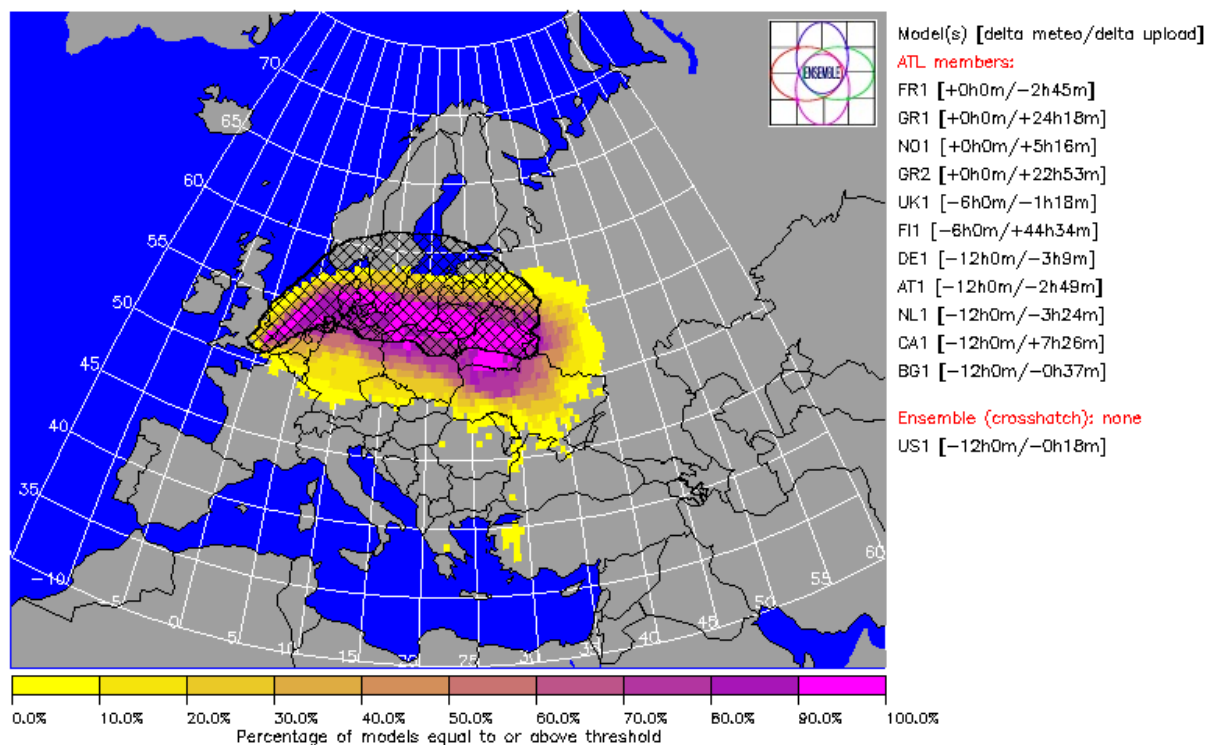 Model(s) [delta meteo/delta upload]
ATL members:
FR1 [+0h0m/-2h45m]
GR1 [+0h0m/+24h18m]
NO1 [+0h0m/+5h16m]
GR2 [+0h0m/+22h53m]
UK1 [-6h0m/-1h18m]
FI1 [-6h0m/+44h34m]
DE1 [-12h0m/-3h9m]
AT1 [-12h0m/-2h49m]
NL1 [-12h0m/-3h24m]
CA1 [-12h0m/+7h26m]
BG1 [-12h0m/-0h37m]
Ensemble (crosshatch): none
US1 [-12h0m/-0h18m]
ENSEMBLE
70
65
60
55
50
45
40
35
-10
-5
0
5
10
15
20
25
30
35
40
45
50
55
60
0.0% 10.0% 20.0% 30.0% 40.0% 50.0% 60.0% 70.0% 80.0% 90.0% 100.0%
Percentage of models equal to or above threshold